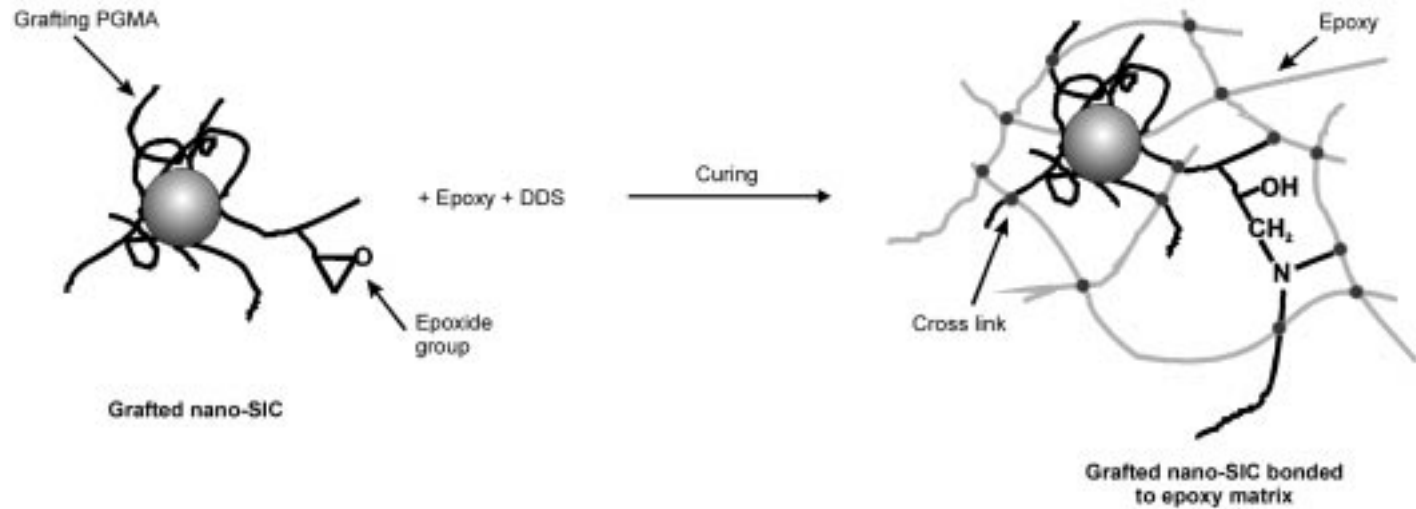 Grafting PGMA
O
Epoxide
group
Grafted nano-SIC
+ Epoxy + DDS
Curing
Epoxy
OH
CH₂
N
Cross link
Grafted nano-SIC bonded
to epoxy matrix